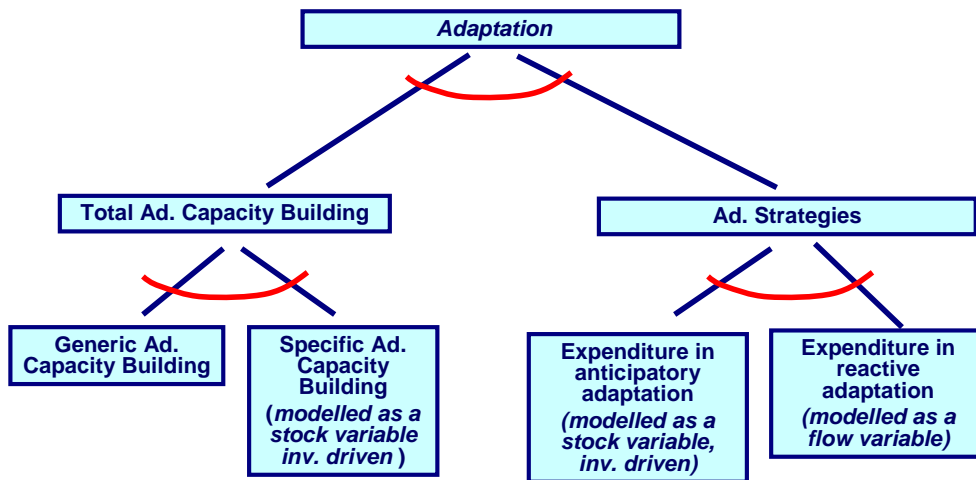 Adaptation
Total Ad. Capacity Building
Ad. Strategies
Generic Ad.
Capacity Building
Specific Ad.
Capacity
Building
(modelled as a
stock variable
inv. driven )
Expenditure in
anticipatory
adaptation
(modelled as a
stock variable,
inv. driven)
Expenditure in
reactive
adaptation
(modelled as a
flow variable)